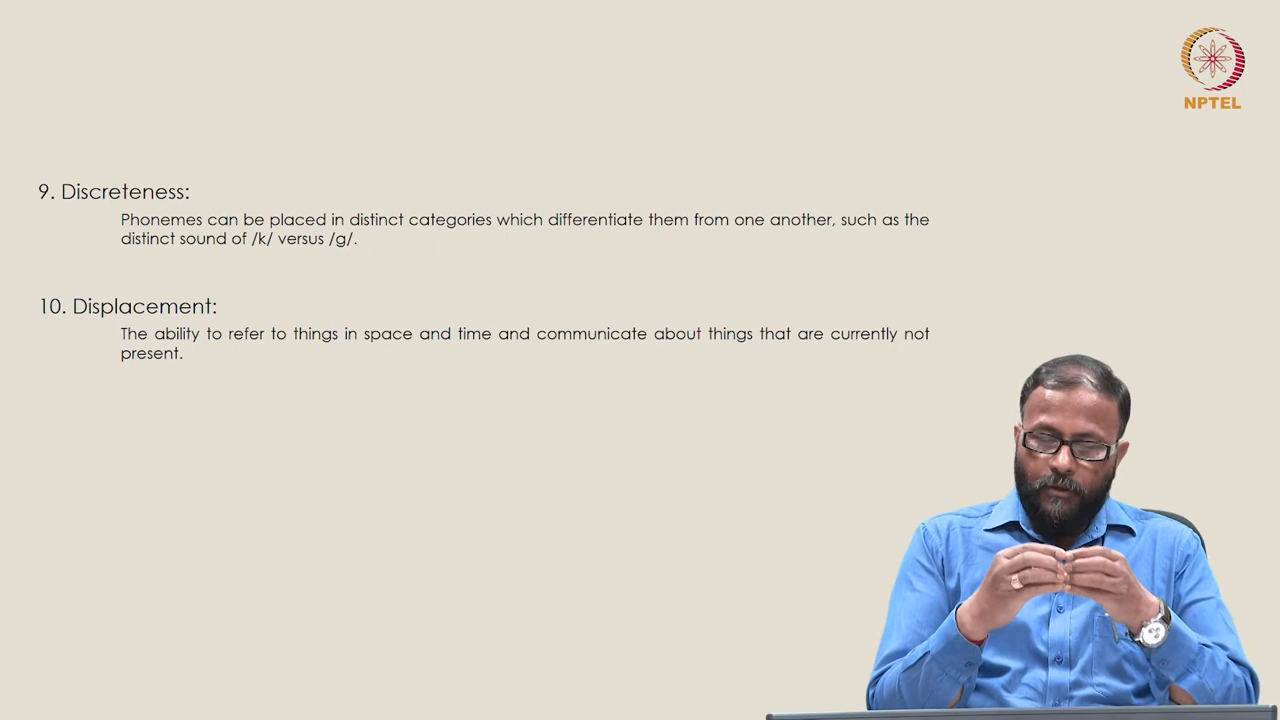 NPTEL
9. Discreteness:
Phonemes can be placed in distinct categories which differentiate them from one another, such as the
distinct sound of /k/ versus /g/.
10. Displacement:
The ability to refer to things in space and time and communicate about things that are currently not
present.